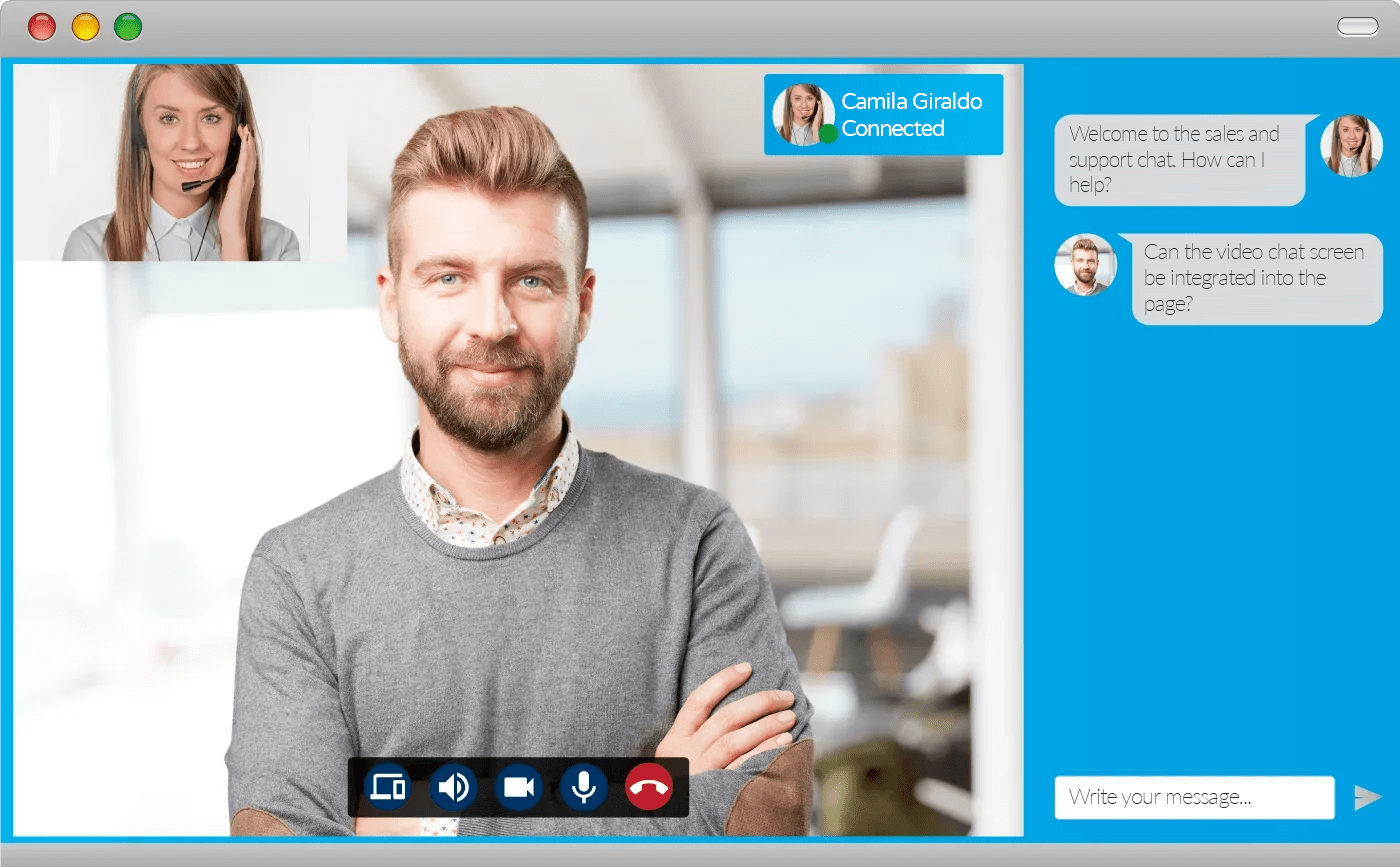 Camila Giraldo
Connected
Welcome to the sales and
support chat. How can I
help?
Can the video chat screen
be integrated into the
page?
Write your message...